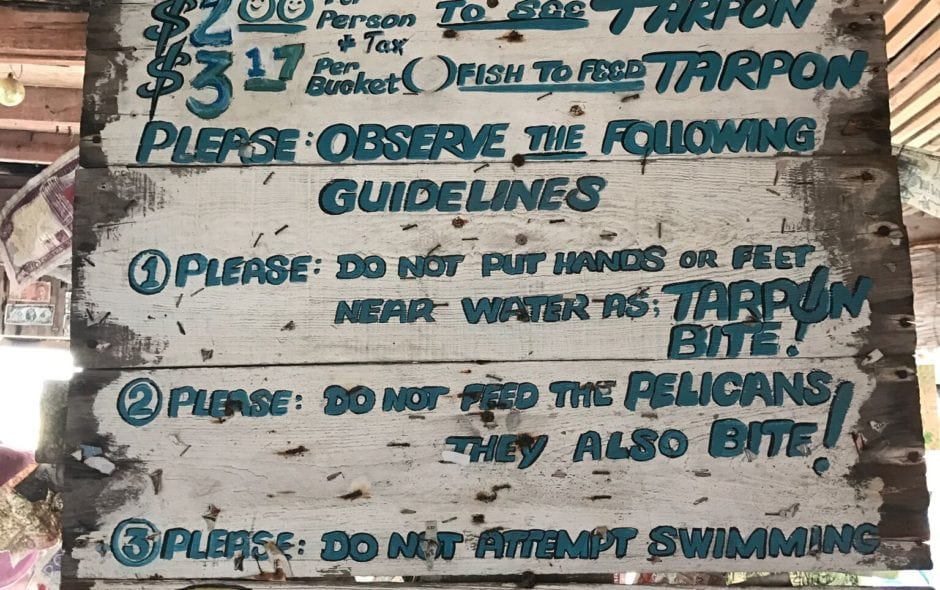 $2.00 Per Person TO SEE TARPON
+ Tax
$3.17 Per Bucket FISH TO FEED TARPON
PLEASE: OBSERVE THE FOLLOWING
GUIDELINES
1 PLEASE: DO NOT PUT HANDS OR FEET
NEAR WATER AS; TARPON
BITE!
2 PLEASE: DO NOT FEED THE PELICANS
THEY ALSO BITE!
3 PLEASE: DO NOT ATTEMPT SWIMMING